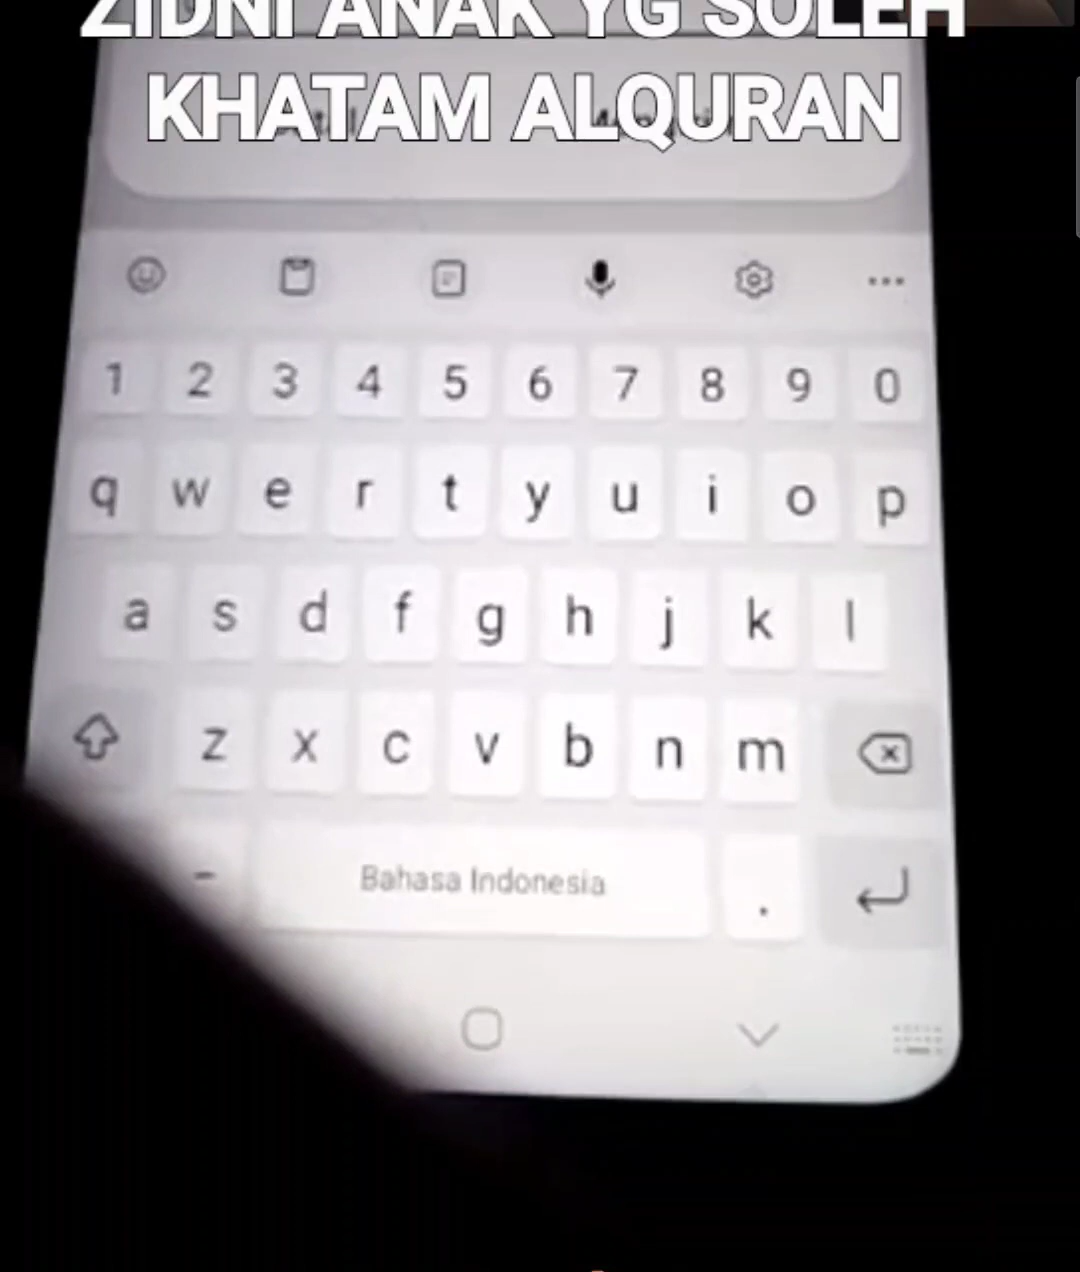 ZIDNI ANAK YG SOLEH
KHATAM ALQURAN
1 2 3 4 5 6 7 8 9 0
q w e r t y u i o p
a s d f g h j k l
z x c v b n m
- Bahasa Indonesia .